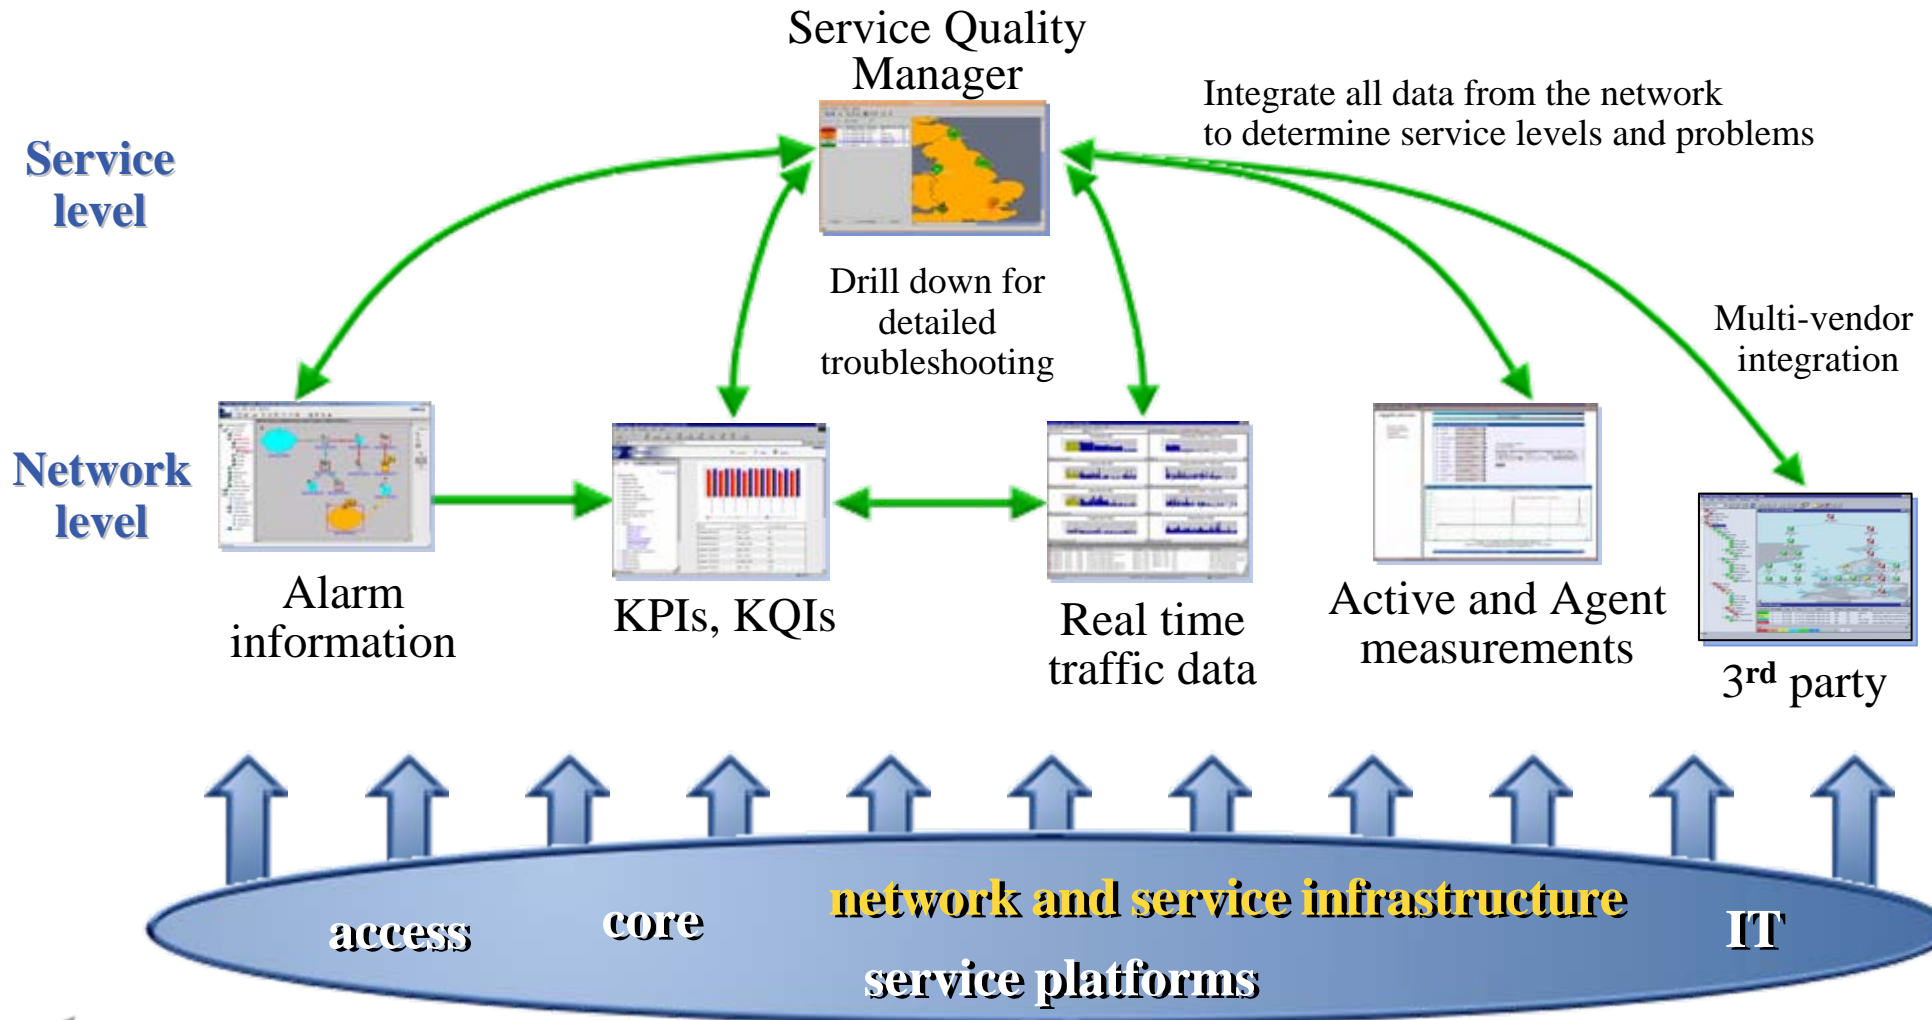 Service Quality
Manager
Integrate all data from the network
to determine service levels and problems
Service
level
Drill down for
detailed
troubleshooting
Multi-vendor
integration
Network
level
Alarm
information
KPIs, KQIs
Real time
traffic data
Active and Agent
measurements
3rd party
network and service infrastructure
access
core
IT
service platforms